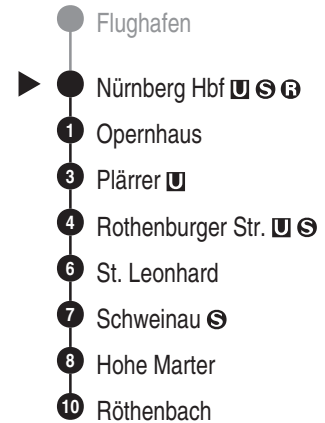 Flughafen
Nürnberg Hbf U S R
1 Opernhaus
3 Plärrer U
4 Rothenburger Str. U S
6 St. Leonhard
7 Schweinau S
8 Hohe Marter
10 Röthenbach